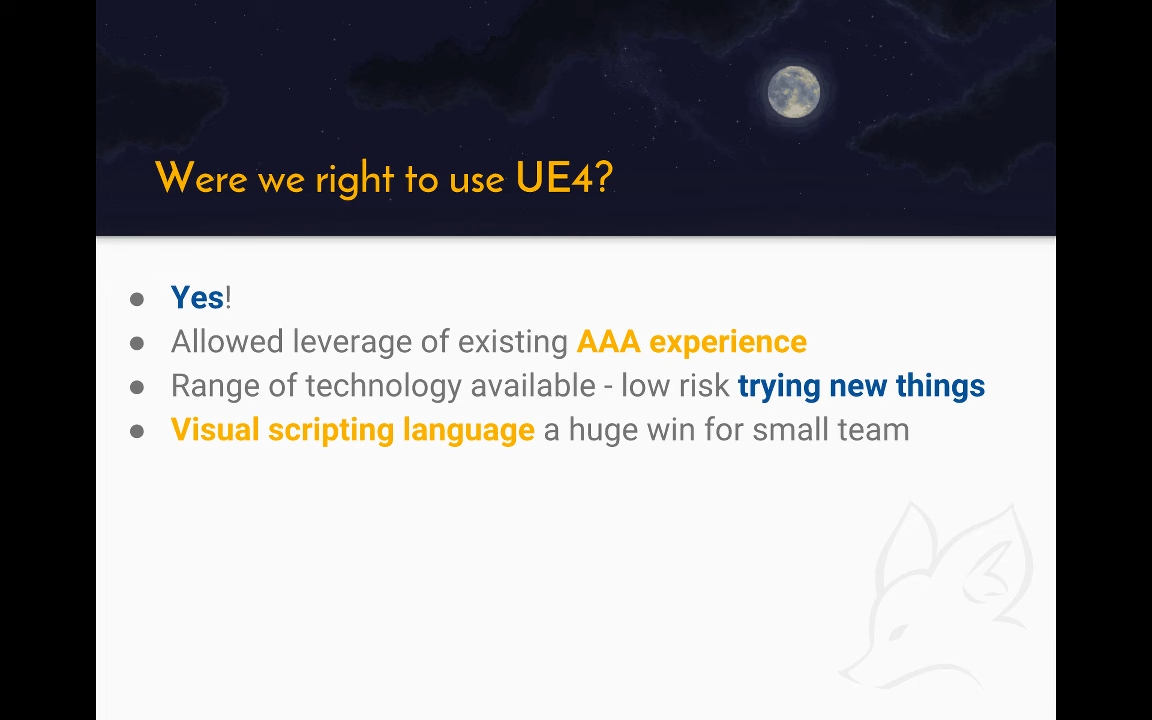 Were we right to use UE4?
● Yes!
● Allowed leverage of existing AAA experience
● Range of technology available - low risk trying new things
● Visual scripting language a huge win for small team